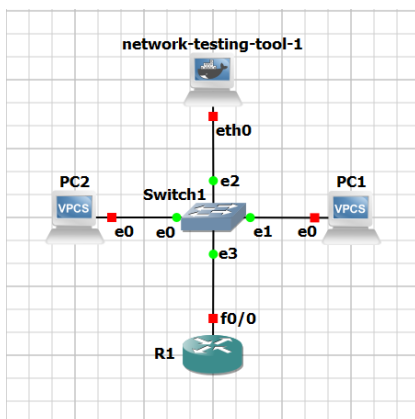 network-testing-tool-1
eth0
e2
PC2
Switch1
PC1
VPCS
VPCS
e0
e0
e1
e0
e3
f0/0
R1